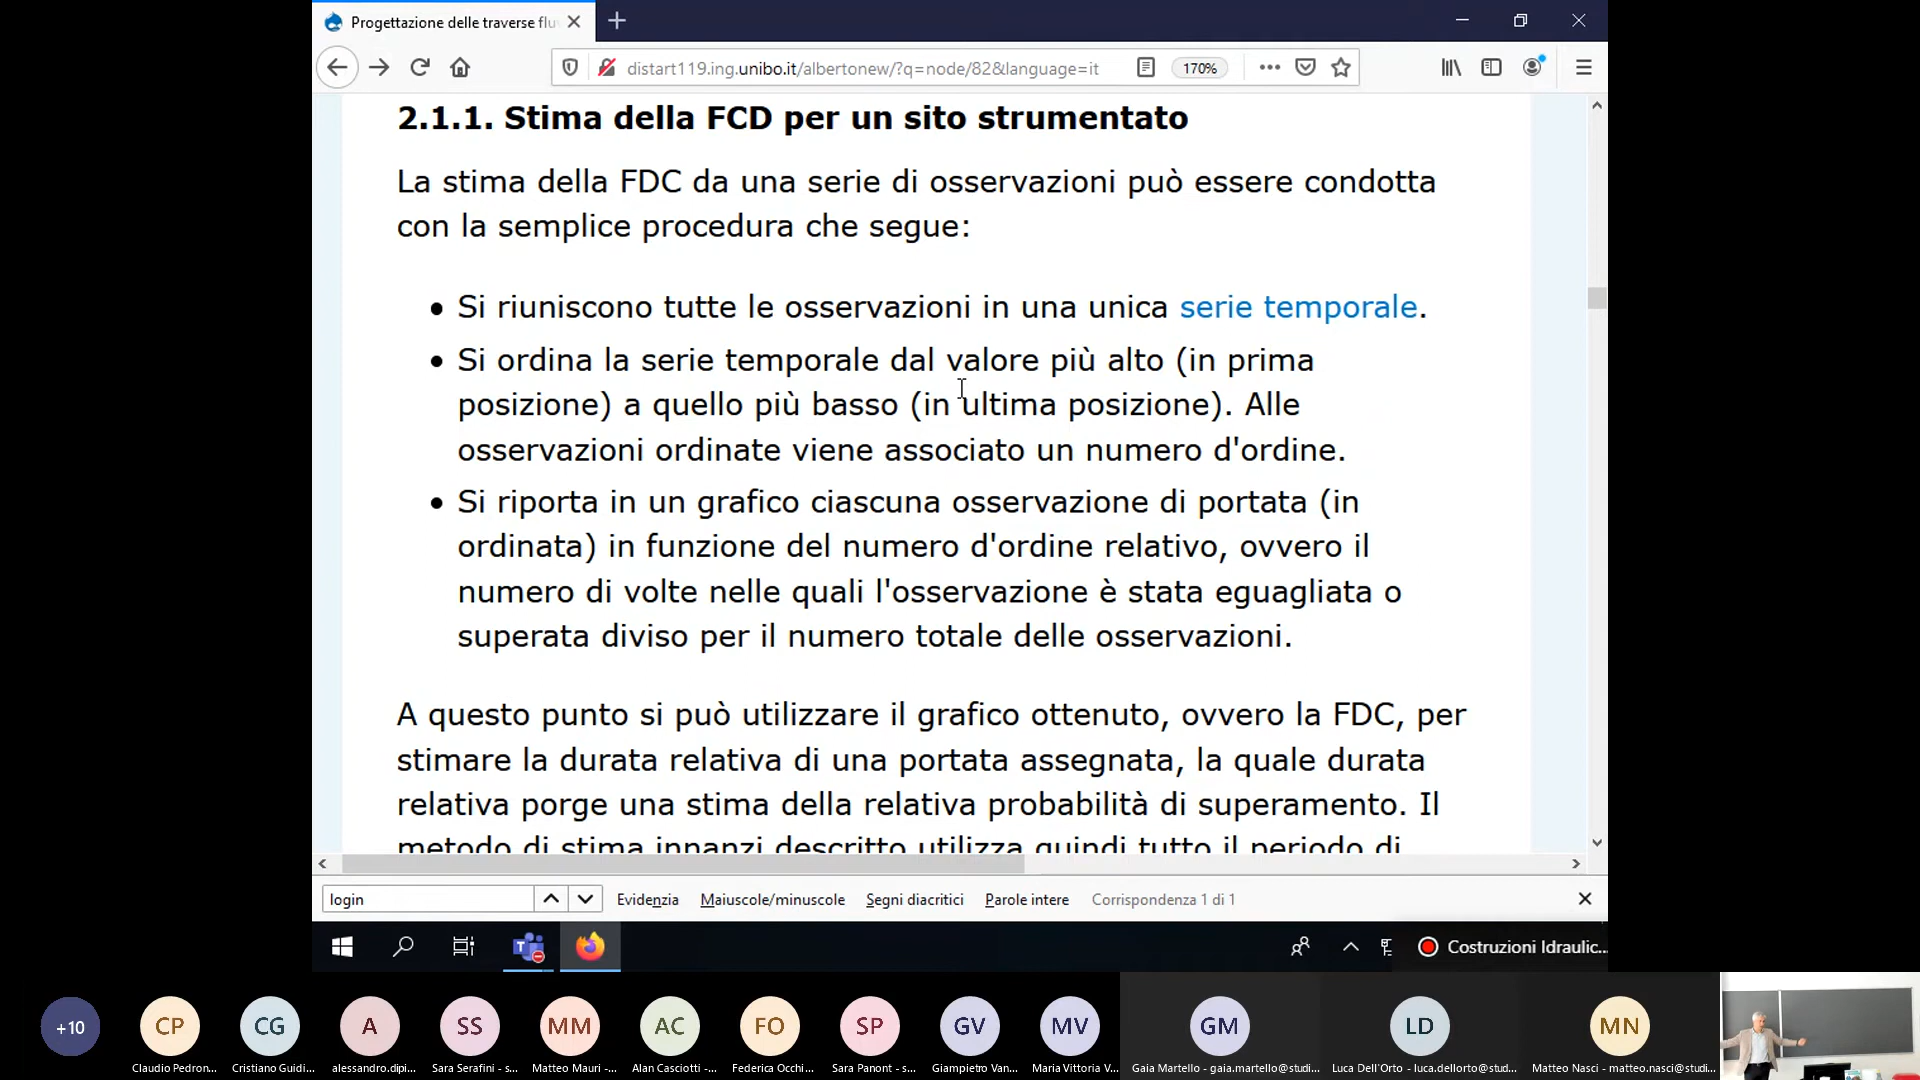 Progettazione delle traverse flu
distart119.ing.unibo.it/albertonew/?q=node/82&language=it
170%
2.1.1. Stima della FCD per un sito strumentato
La stima della FDC da una serie di osservazioni può essere condotta
con la semplice procedura che segue:
• Si riuniscono tutte le osservazioni in una unica serie temporale.
• Si ordina la serie temporale dal valore più alto (in prima
posizione) a quello più basso (in ultima posizione). Alle
osservazioni ordinate viene associato un numero d'ordine.
• Si riporta in un grafico ciascuna osservazione di portata (in
ordinata) in funzione del numero d'ordine relativo, ovvero il
numero di volte nelle quali l'osservazione è stata eguagliata o
superata diviso per il numero totale delle osservazioni.
A questo punto si può utilizzare il grafico ottenuto, ovvero la FDC, per
stimare la durata relativa di una portata assegnata, la quale durata
relativa porge una stima della relativa probabilità di superamento. Il
metodo di stima innanzi descritto utilizza quindi tutto il periodo di
login
Evidenzia
Maiuscole/minuscole
Segni diacritici
Parole intere
Corrispondenza 1 di 1
Costruzioni Idraulic...
+10
CP
CG
A
SS
MM
AC
FO
SP
GV
MV
GM
LD
MN
Claudio Pedron...
Cristiano Guidi...
alessandro.dipi...
Sara Serafini - s...
Matteo Mauri -...
Alan Casciotti -...
Federica Occhi...
Sara Panont - s...
Giampietro Van...
Maria Vittoria V...
Gaia Martello - gaia.martello@studi...
Luca Dell'Orto - luca.dellorto@stud...
Matteo Nasci - matteo.nasci@studi...